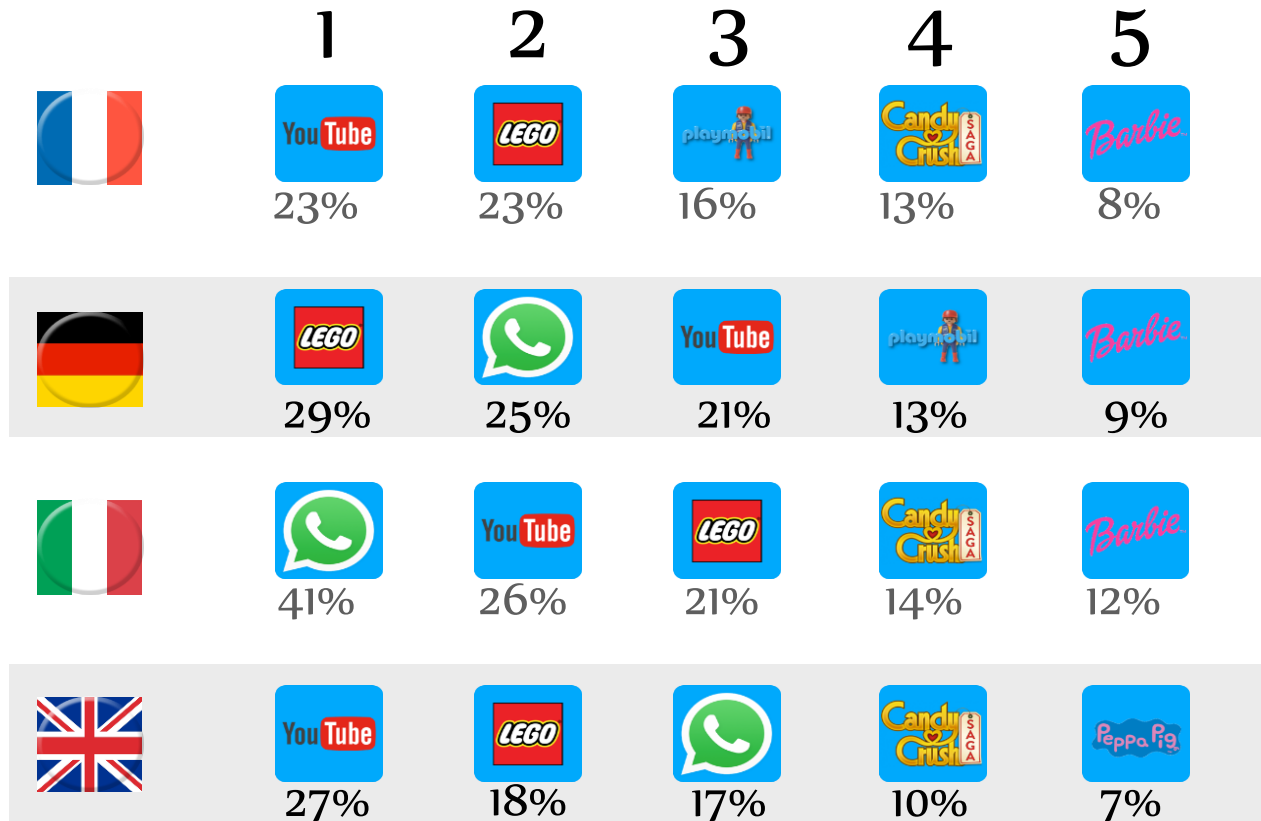 1 2 3 4 5
YouTube LEGO playmobil Candy Crush SAGA Barbie
23% 23% 16% 13% 8%
LEGO YouTube playmobil Barbie
29% 25% 21% 13% 9%
YouTube LEGO Candy Crush SAGA Barbie
41% 26% 21% 14% 12%
YouTube LEGO Candy Crush SAGA Peppa Pig
27% 18% 17% 10% 7%